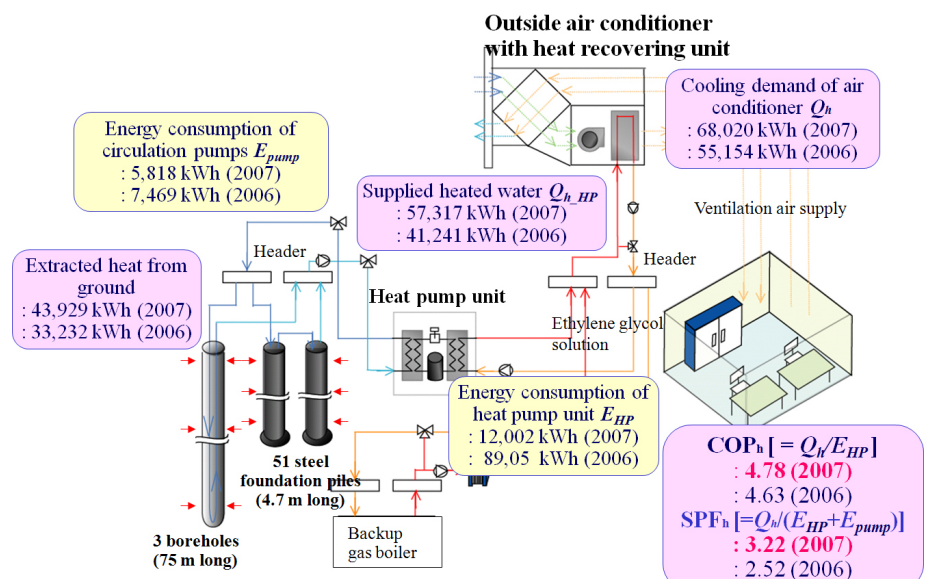 Outside air conditioner
with heat recovering unit
Cooling demand of air
conditioner Qh
: 68,020 kWh (2007)
: 55,154 kWh (2006)
Energy consumption of
circulation pumps Epump
: 5,818 kWh (2007)
: 7,469 kWh (2006)
Supplied heated water Qh_HP
: 57,317 kWh (2007)
: 41,241 kWh (2006)
Ventilation air supply
Extracted heat from
ground
: 43,929 kWh (2007)
: 33,232 kWh (2006)
Header
Header
Heat pump unit
Ethylene glycol
solution
Energy consumption of
heat pump unit EHP
: 12,002 kWh (2007)
: 89,05 kWh (2006)
51 steel
foundation piles
(4.7 m long)
3 boreholes
(75 m long)
Backup
gas boiler
COPh [ = Qh/EHP]
: 4.78 (2007)
: 4.63 (2006)
SPFh [=Qh/(EHP+Epump)]
: 3.22 (2007)
: 2.52 (2006)